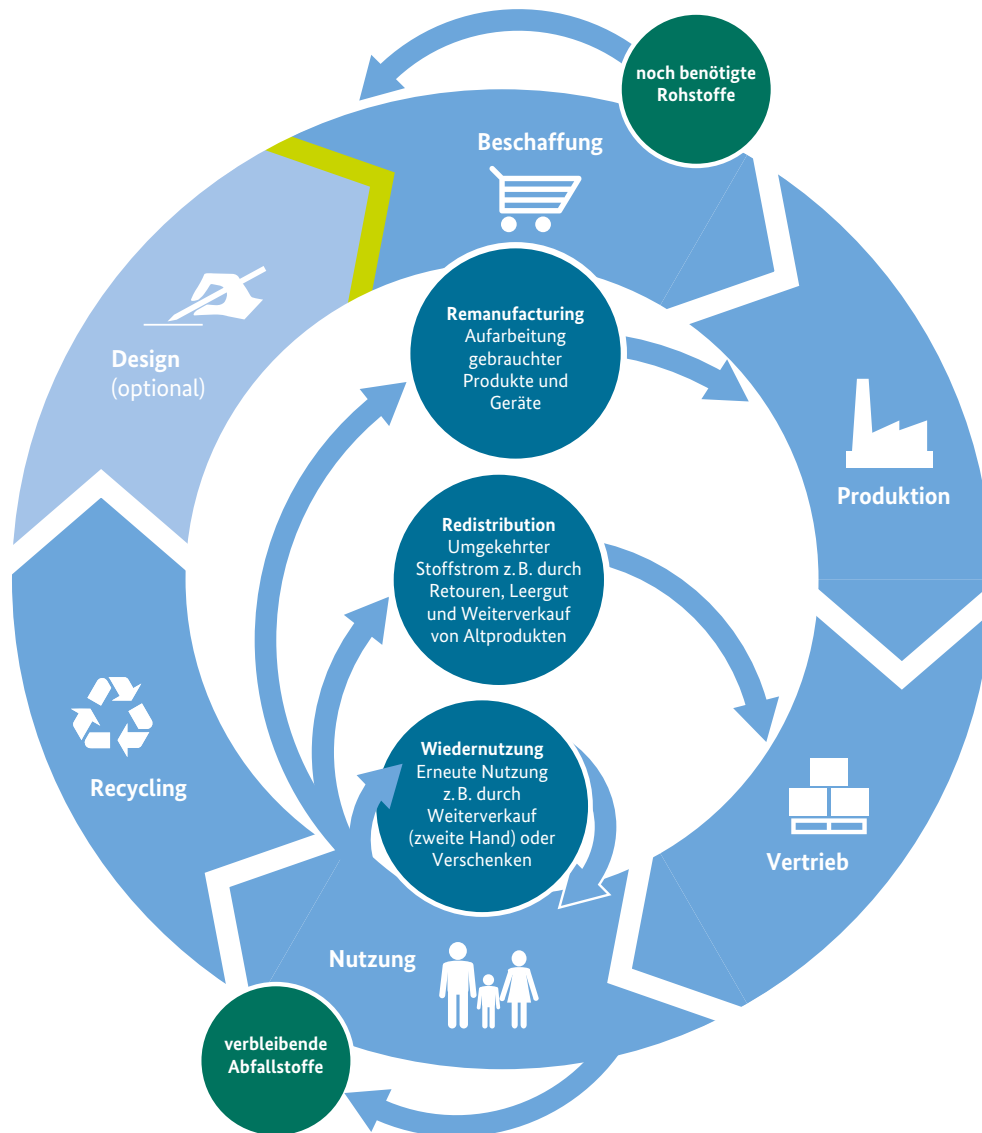 noch benötigte
Rohstoffe
Beschaffung
Remanufacturing
Aufarbeitung
gebrauchter
Produkte und
Geräte
Design
(optional)
Produktion
Redistribution
Umgekehrter
Stoffstrom z. B. durch
Retouren, Leergut
und Weiterverkauf
von Altprodukten
Wiedernutzung
Erneute Nutzung
z. B. durch
Weiterverkauf
(zweite Hand) oder
Verschenken
Recycling
Vertrieb
Nutzung
verbleibende
Abfallstoffe